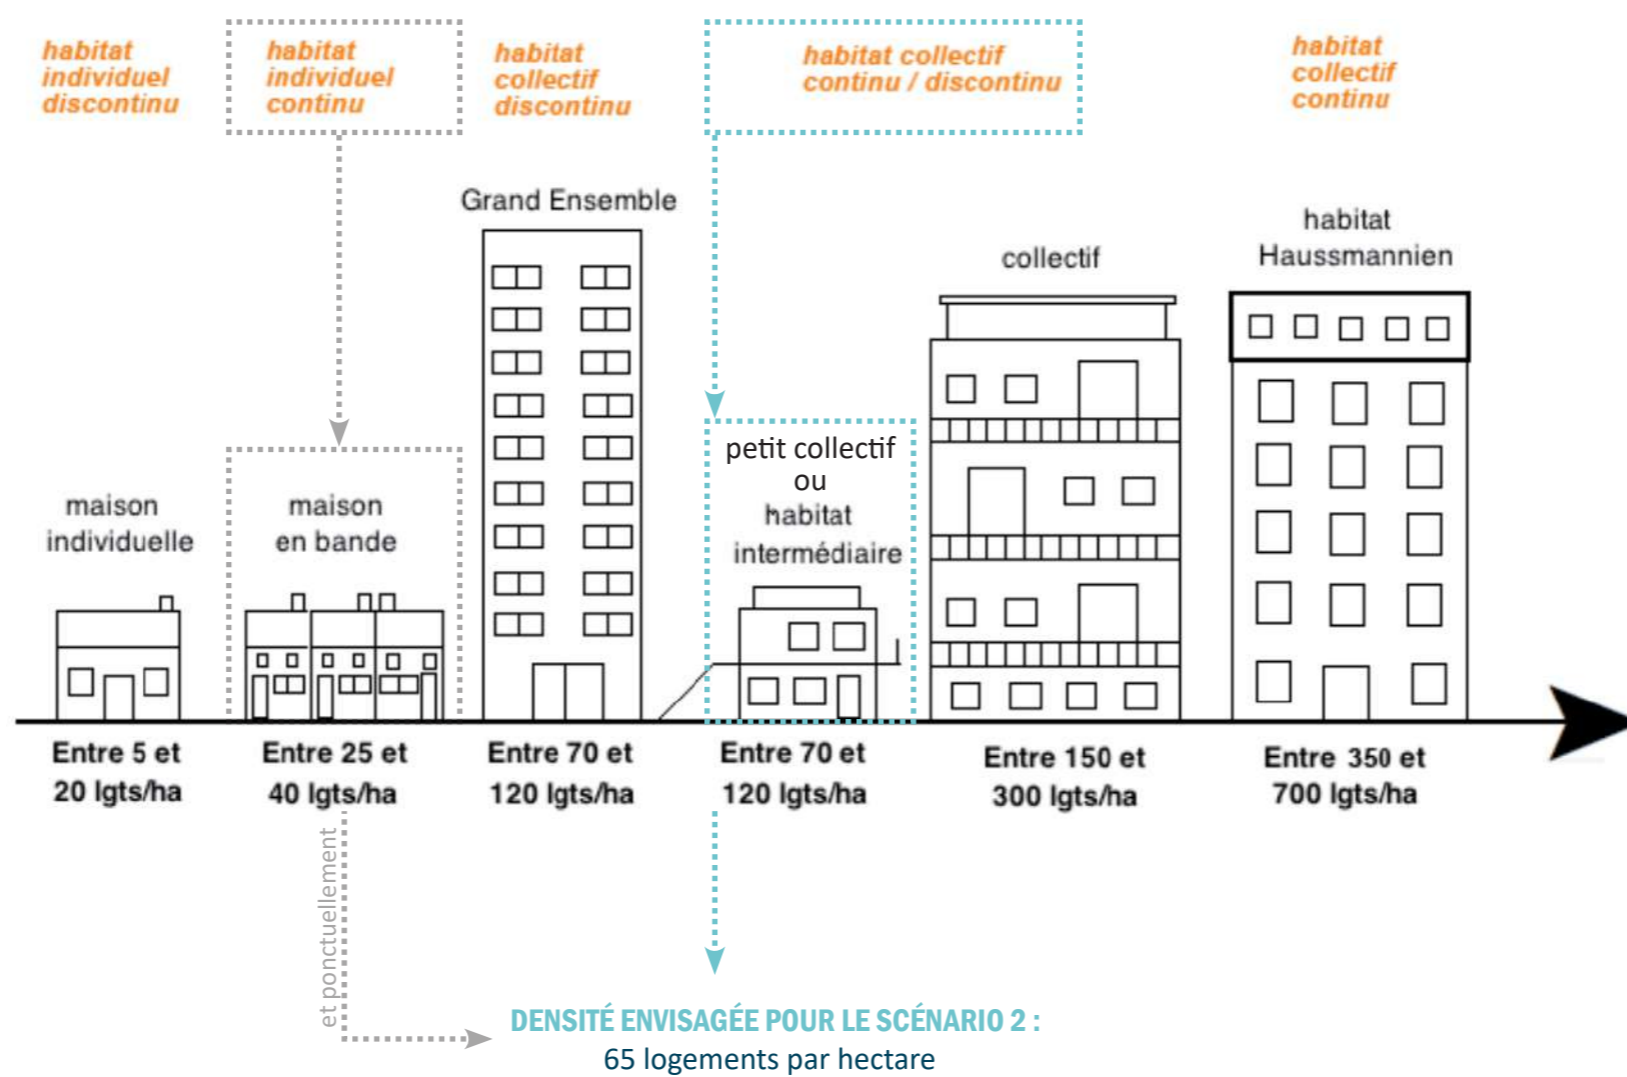 habitat
individuel
discontinu
habitat
individuel
continu
habitat
collectif
discontinu
habitat collectif
continu / discontinu
habitat
collectif
continu
maison
individuelle
maison
en bande
Grand Ensemble
petit collectif
ou
habitat
intermédiaire
collectif
habitat
Haussmannien
Entre 5 et
20 lgts/ha
Entre 25 et
40 lgts/ha
Entre 70 et
120 lgts/ha
Entre 70 et
120 lgts/ha
Entre 150 et
300 lgts/ha
Entre 350 et
700 lgts/ha
et ponctuellement
DENSITÉ ENVISAGÉE POUR LE SCÉNARIO 2 :
65 logements par hectare